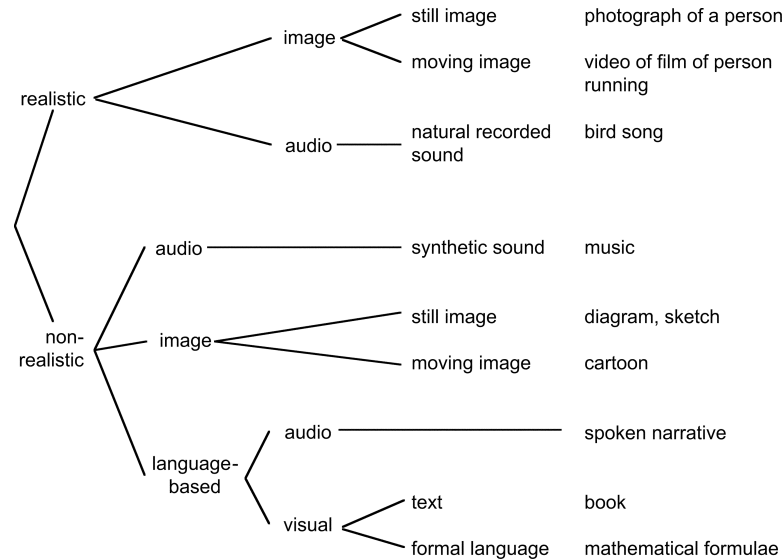 still image photograph of a person
image
moving image video of film of person
running
realistic
natural recorded bird song
audio
sound
audio synthetic sound music
still image diagram, sketch
non-
image
realistic
moving image cartoon
audio spoken narrative
language-
based
text book
visual
formal language mathematical formulae